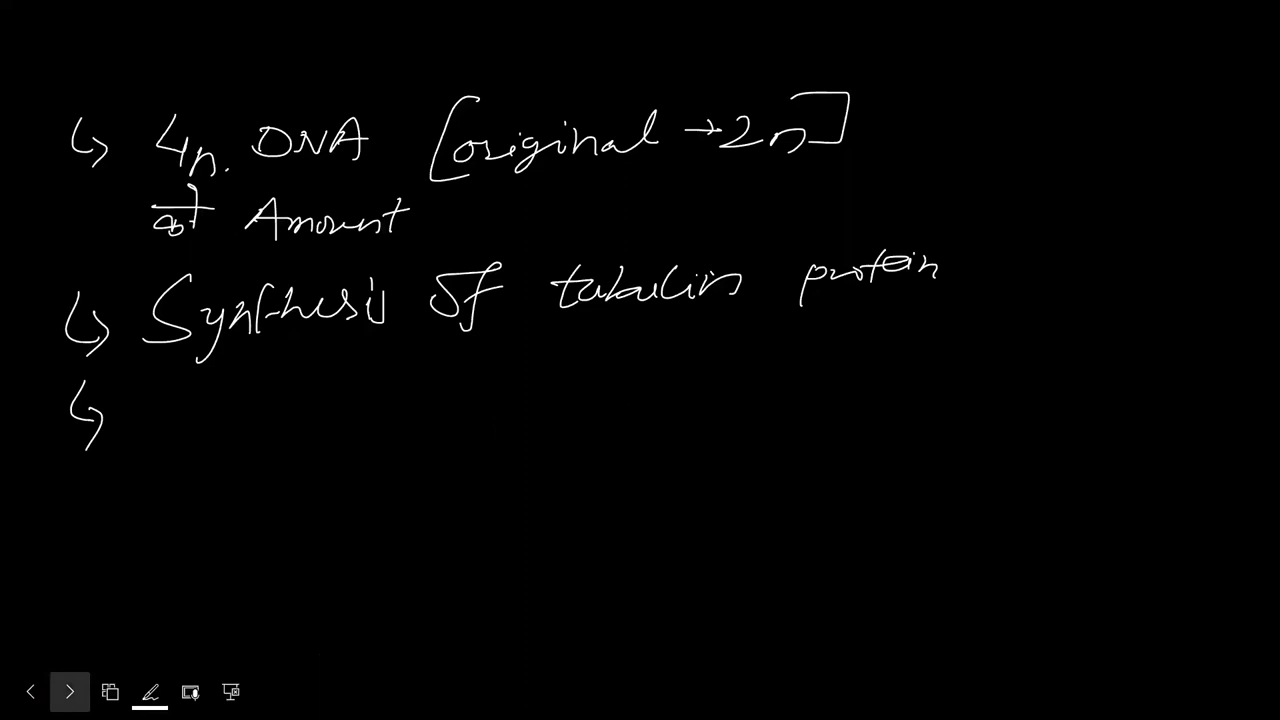 ↳ 4n. DNA [original → 2n]
Amount
↳ Synthesis of tubulin protein
↳